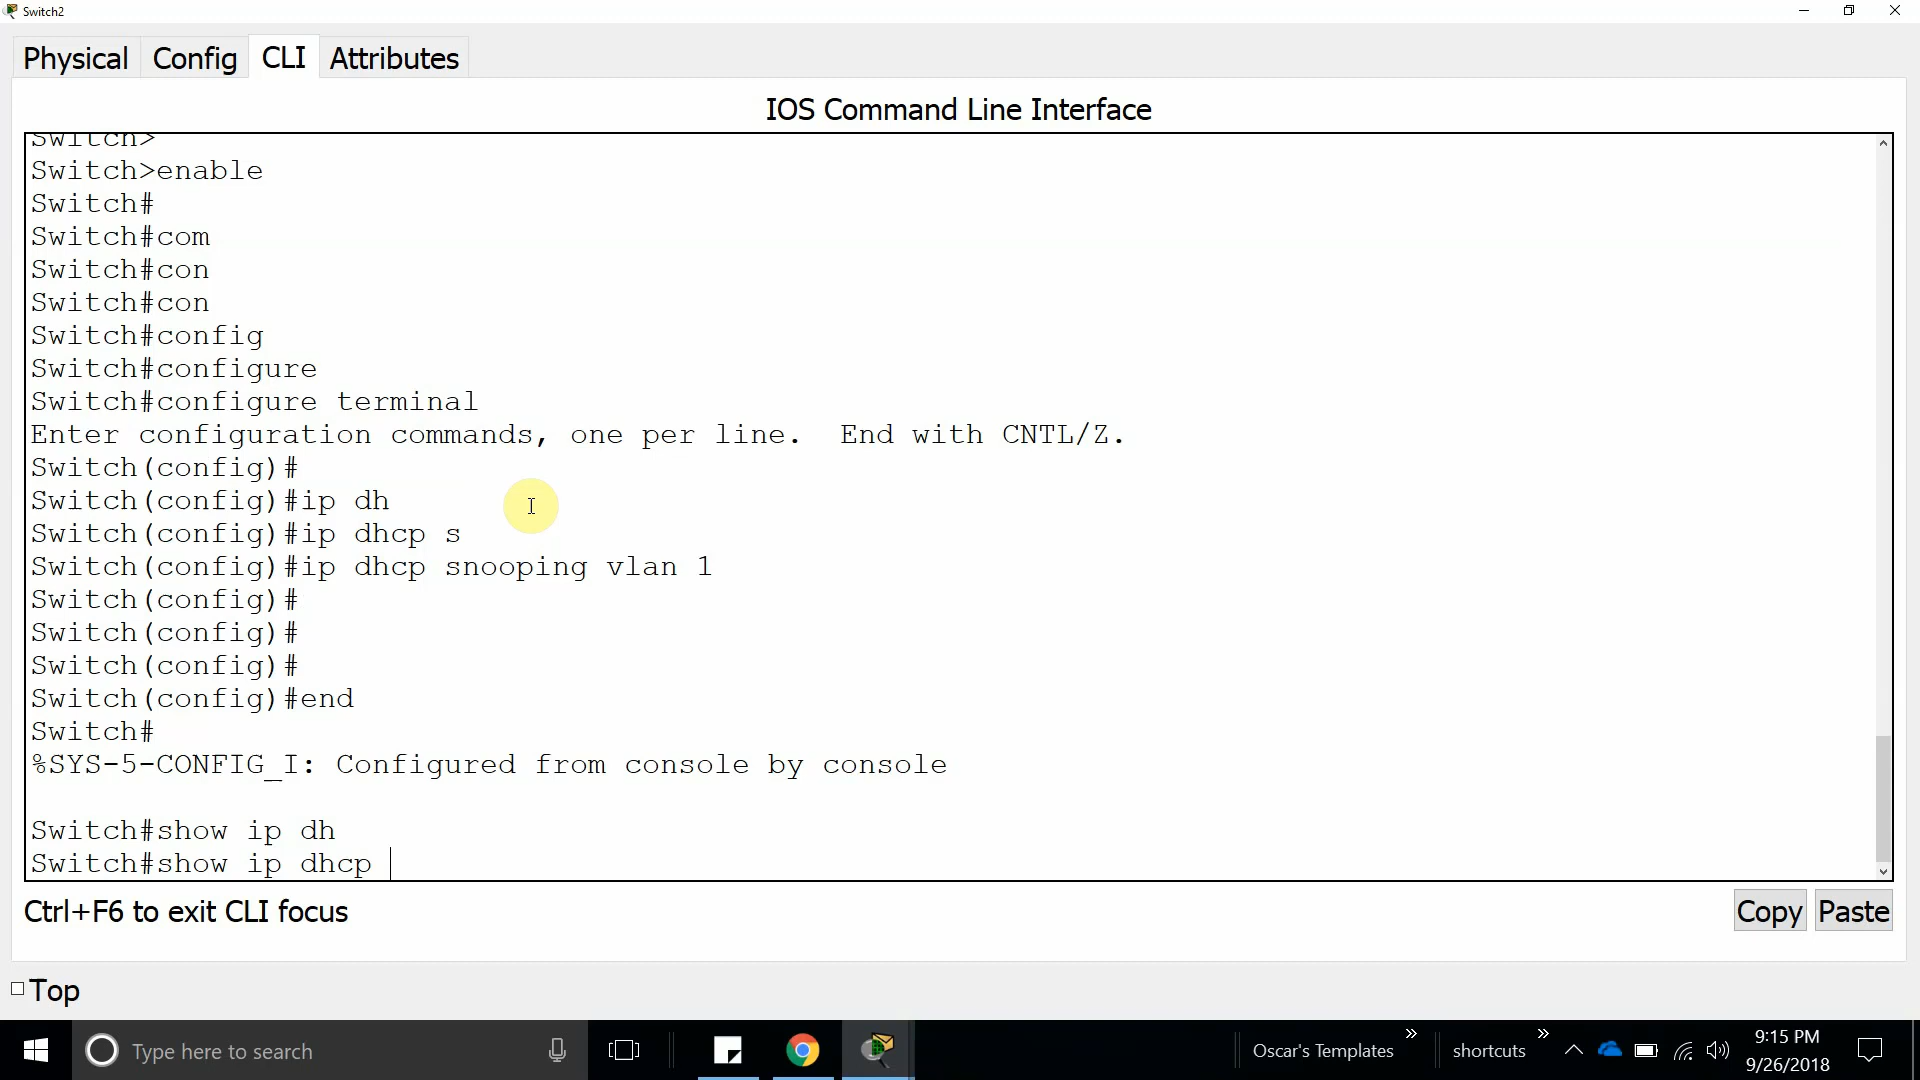 Switch2
Physical Config CLI Attributes
IOS Command Line Interface
Switch>
Switch>enable
Switch#
Switch#com
Switch#con
Switch#con
Switch#config
Switch#configure
Switch#configure terminal
Enter configuration commands, one per line.  End with CNTL/Z.
Switch(config)#
Switch(config)#ip dh
Switch(config)#ip dhcp s
Switch(config)#ip dhcp snooping vlan 1
Switch(config)#
Switch(config)#
Switch(config)#
Switch(config)#end
Switch#
%SYS-5-CONFIG_I: Configured from console by console
Switch#show ip dh
Switch#show ip dhcp
Ctrl+F6 to exit CLI focus
Copy Paste
Top
Type here to search
Oscar's Templates » shortcuts »
9:15 PM
9/26/2018